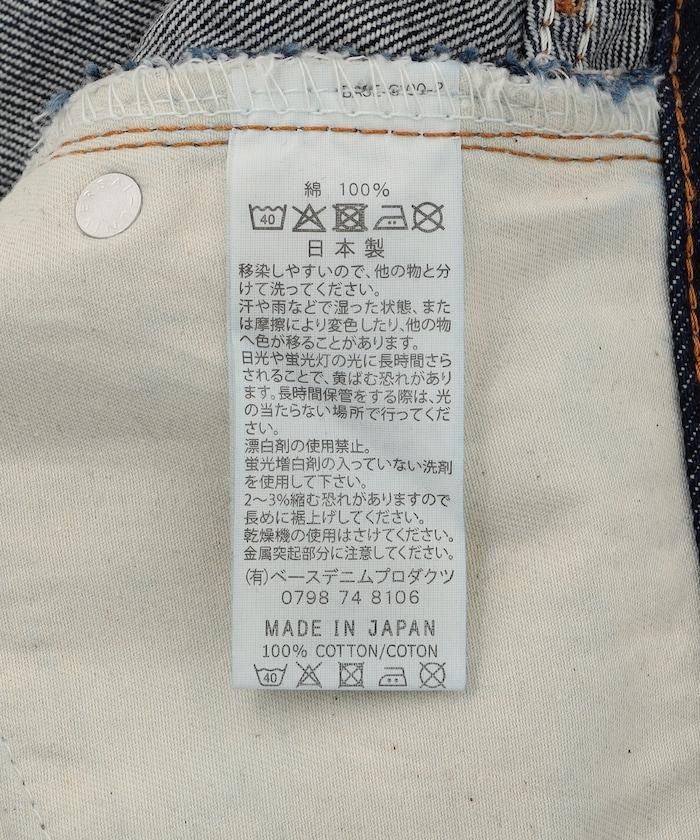 綿 100%
40
日本製
移染しやすいので、他の物と分
けて洗ってください。
汗や雨などで湿った状態、また
は摩擦により変色したり、他の物
へ色が移ることがあります。
日光や蛍光灯の光に長時間さら
されることで、黄ばむ恐れがあり
ます。長時間保管をする際は、光
の当たらない場所で行ってくだ
さい。
漂白剤の使用禁止。
蛍光増白剤の入っていない洗剤
を使用して下さい。
2〜3%縮む恐れがありますので
長めに裾上げしてください。
乾燥機の使用はさけてください。
金属突起部分に注意してください。
(有)ベースデニムプロダクツ
0798 74 8106
MADE IN JAPAN
100% COTTON/COTON
40